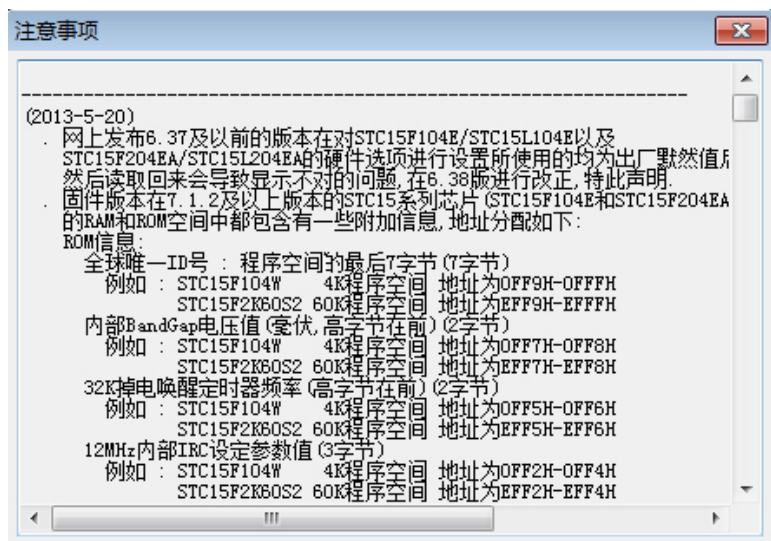 注意事项
----------------------------------------------------------------
(2013-5-20)
. 网上发布6.37及以前的版本在对STC15F104E/STC15L104E以及
STC15F204EA/STC15L204EA的硬件选项进行设置所使用的均为出厂默然值
然后读取回来会导致显示不对的问题,在6.38版进行改正,特此声明.
. 固件版本在7.1.2及以上版本的STC15系列芯片(STC15F104E和STC15F204EA
的RAM和ROM空间中都包含有一些附加信息,地址分配如下:
ROM信息:
全球唯一ID号 : 程序空间的最后7字节(7字节)
例如 : STC15F104W 4K程序空间 地址为0FF9H-0FFFH
STC15F2K60S2 60K程序空间 地址为EFF9H-EFFFH
内部BandGap电压值(毫伏,高字节在前)(2字节)
例如 : STC15F104W 4K程序空间 地址为0FF7H-0FF8H
STC15F2K60S2 60K程序空间 地址为EFF7H-EFF8H
32K掉电唤醒定时器频率(高字节在前)(2字节)
例如 : STC15F104W 4K程序空间 地址为0FF5H-0FF6H
STC15F2K60S2 60K程序空间 地址为EFF5H-EFF6H
12MHz内部IRC设定参数值(3字节)
例如 : STC15F104W 4K程序空间 地址为0FF2H-0FF4H
STC15F2K60S2 60K程序空间 地址为EFF2H-EFF4H